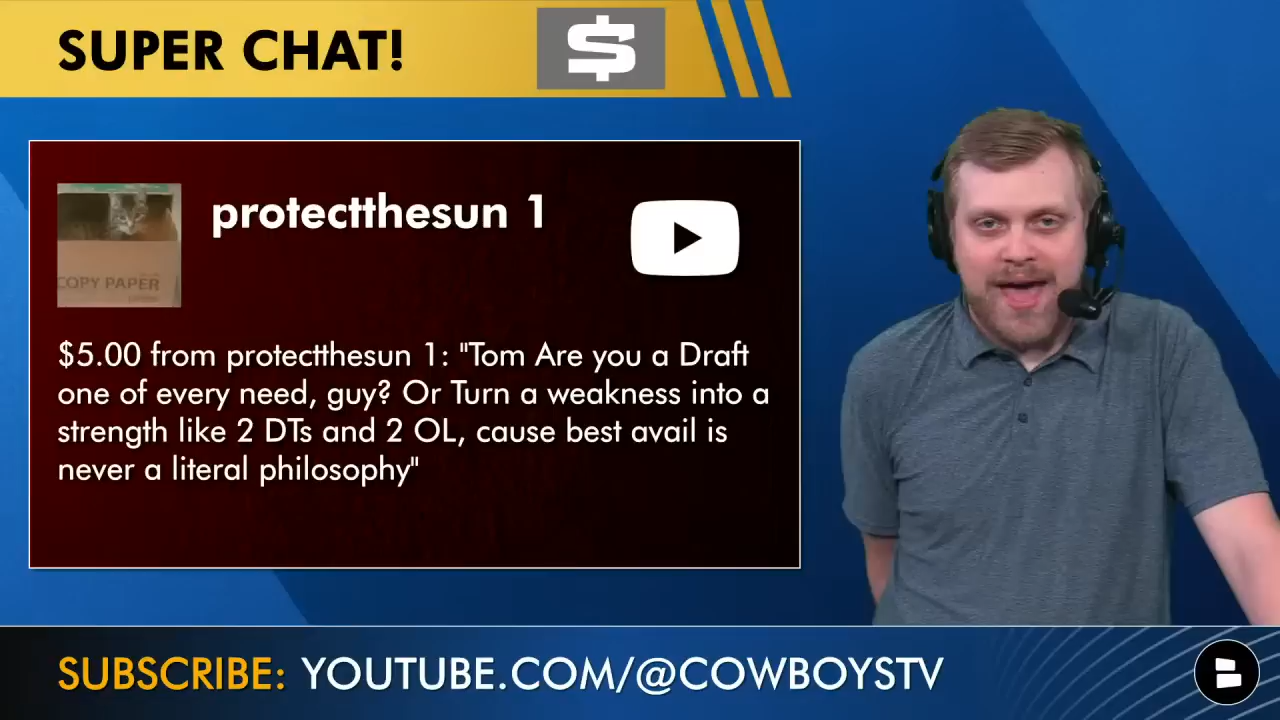 SUPER CHAT!
$
protectthesun 1
COPY PAPER
$5.00 from protectthesun 1: "Tom Are you a Draft
one of every need, guy? Or Turn a weakness into a
strength like 2 DTs and 2 OL, cause best avail is
never a literal philosophy"
SUBSCRIBE: YOUTUBE.COM/@COWBOYSTV